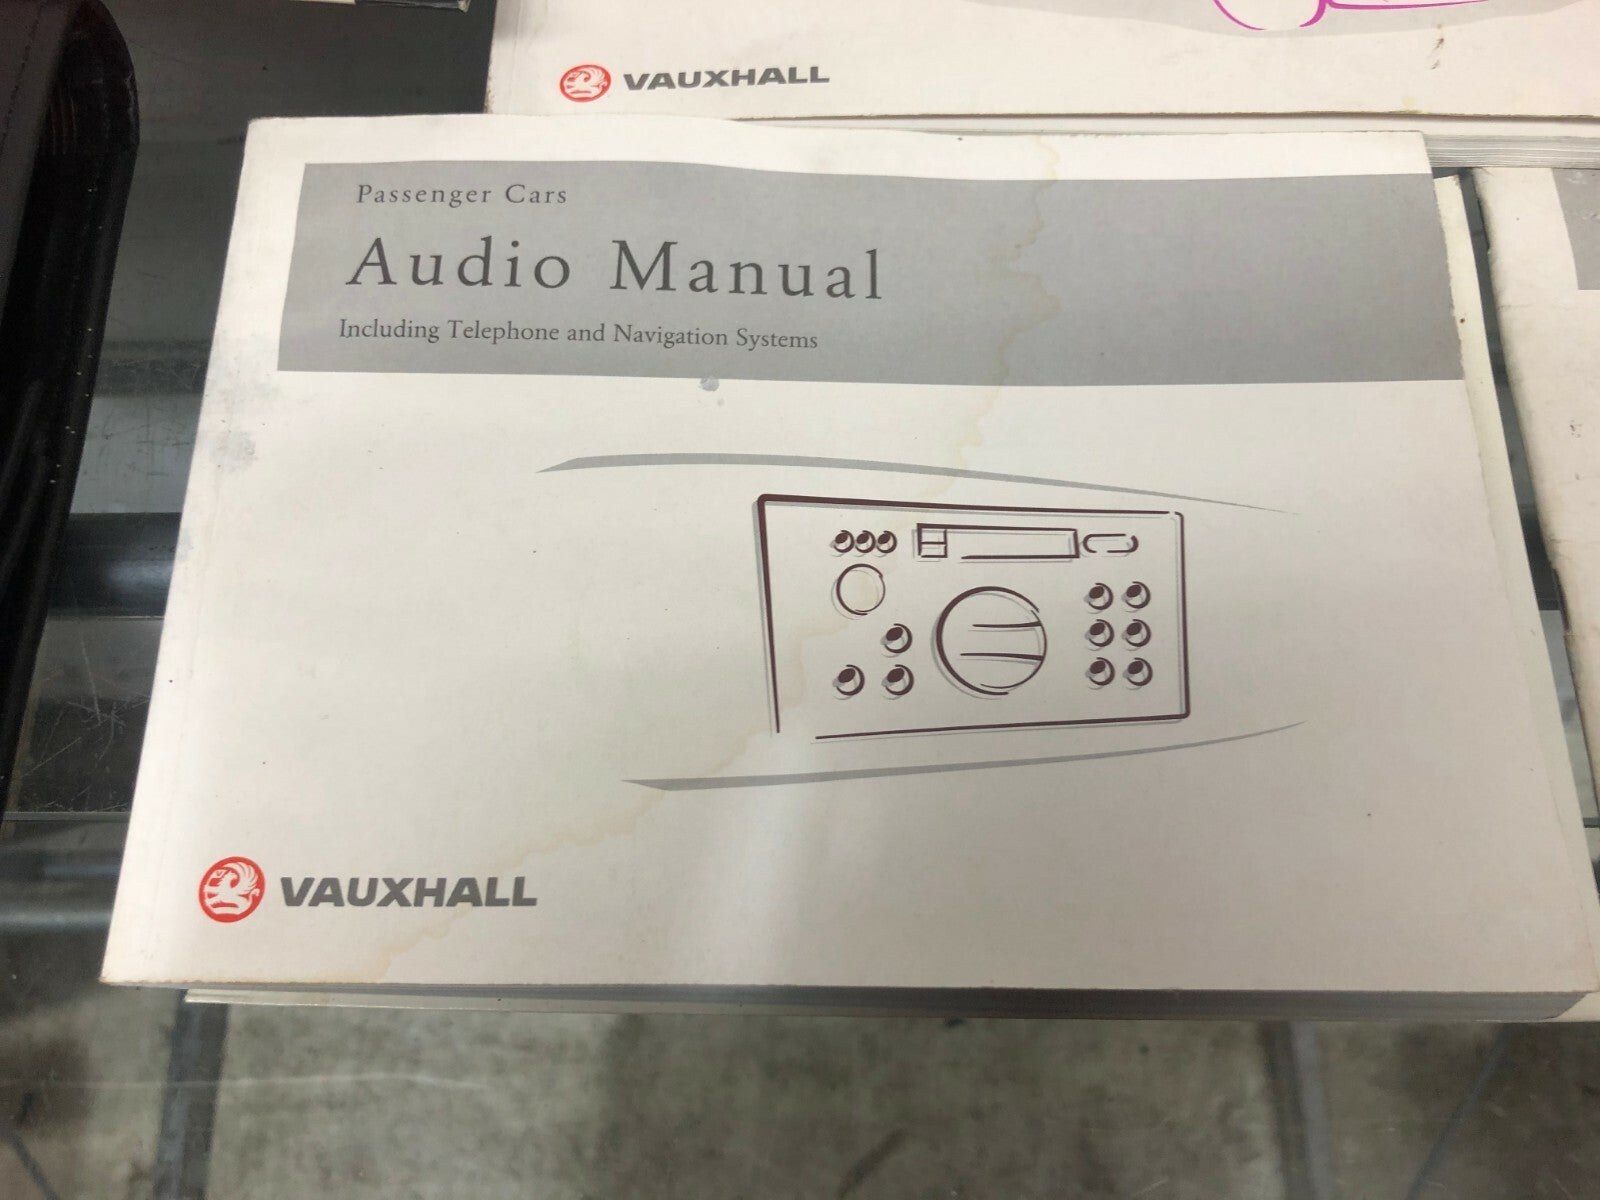 VAUXHALL
Passenger Cars
Audio Manual
Including Telephone and Navigation Systems
VAUXHALL